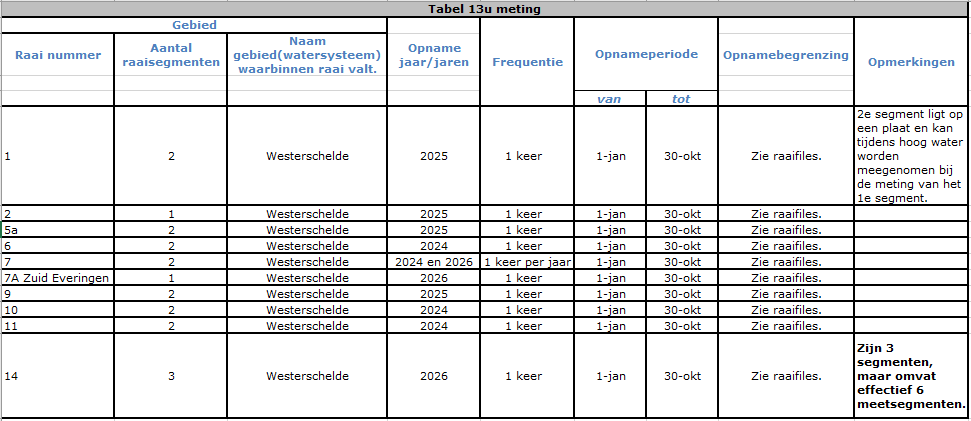 Tabel 13u meting
Gebied
Raai nummer Aantal raaisegmenten Naam gebied(watersysteem) waarbinnen raai valt. Opname jaar/jaren Frequentie Opnameperiode Opnamebegrenzing Opmerkingen
van tot
1 2 Westerschelde 2025 1 keer 1-jan 30-okt Zie raaifiles. 2e segment ligt op
een plaat en kan
tijdens hoog water
worden
meegenomen bij
de meting van het
1e segment.
2 1 Westerschelde 2025 1 keer 1-jan 30-okt Zie raaifiles.
5a 2 Westerschelde 2025 1 keer 1-jan 30-okt Zie raaifiles.
6 2 Westerschelde 2024 1 keer 1-jan 30-okt Zie raaifiles.
7 2 Westerschelde 2024 en 2026 1 keer per jaar 1-jan 30-okt Zie raaifiles.
7A Zuid Everingen 1 Westerschelde 2026 1 keer 1-jan 30-okt Zie raaifiles.
9 2 Westerschelde 2025 1 keer 1-jan 30-okt Zie raaifiles.
10 2 Westerschelde 2024 1 keer 1-jan 30-okt Zie raaifiles.
11 2 Westerschelde 2024 1 keer 1-jan 30-okt Zie raaifiles.
14 3 Westerschelde 2026 1 keer 1-jan 30-okt Zie raaifiles. Zijn 3
segmenten,
maar omvat
effectief 6
meetsegmenten.